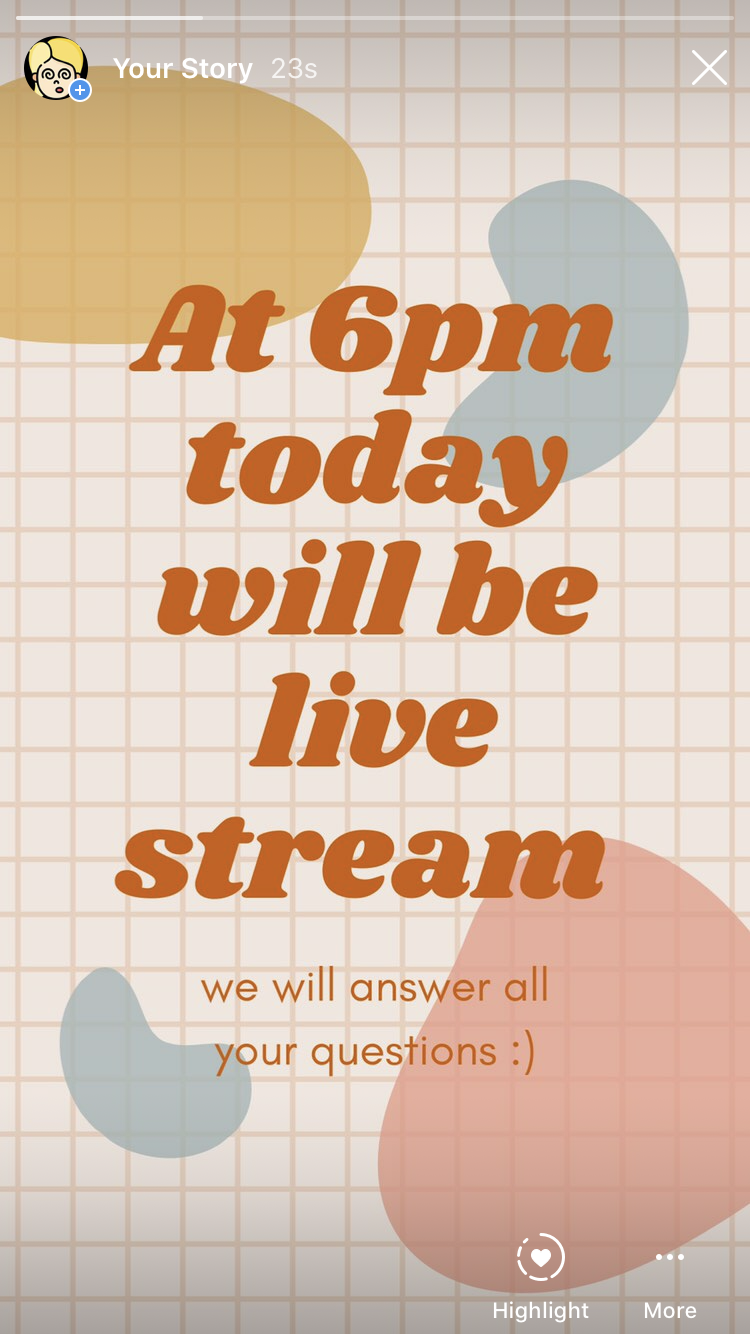 Your Story 23s
At 6pm
today
will be
live
stream
we will answer all
your questions :)
Highlight
More